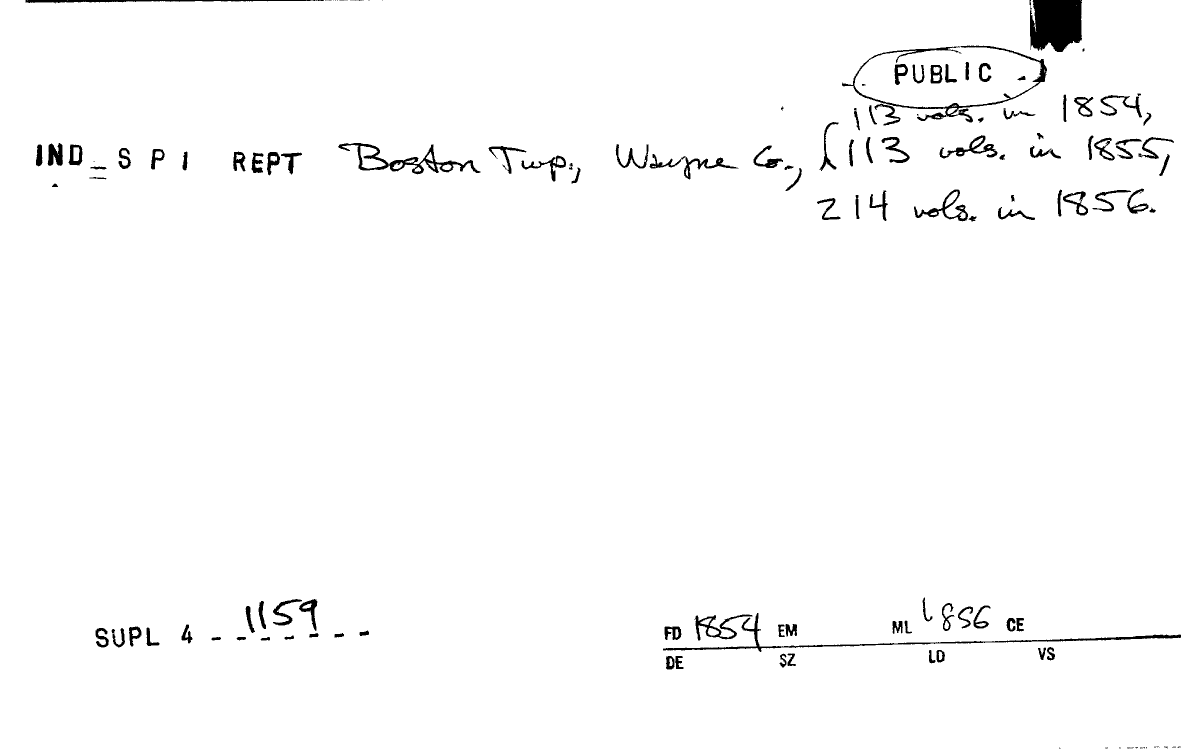 PUBLIC
113 vols. in 1854,
IND_S P I REPT Boston Twp., Wayne Co., 113 vols. in 1855,
214 vols. in 1856.
SUPL 4 1159
FD 1854 EM ML 1856 CE
DE SZ LD VS